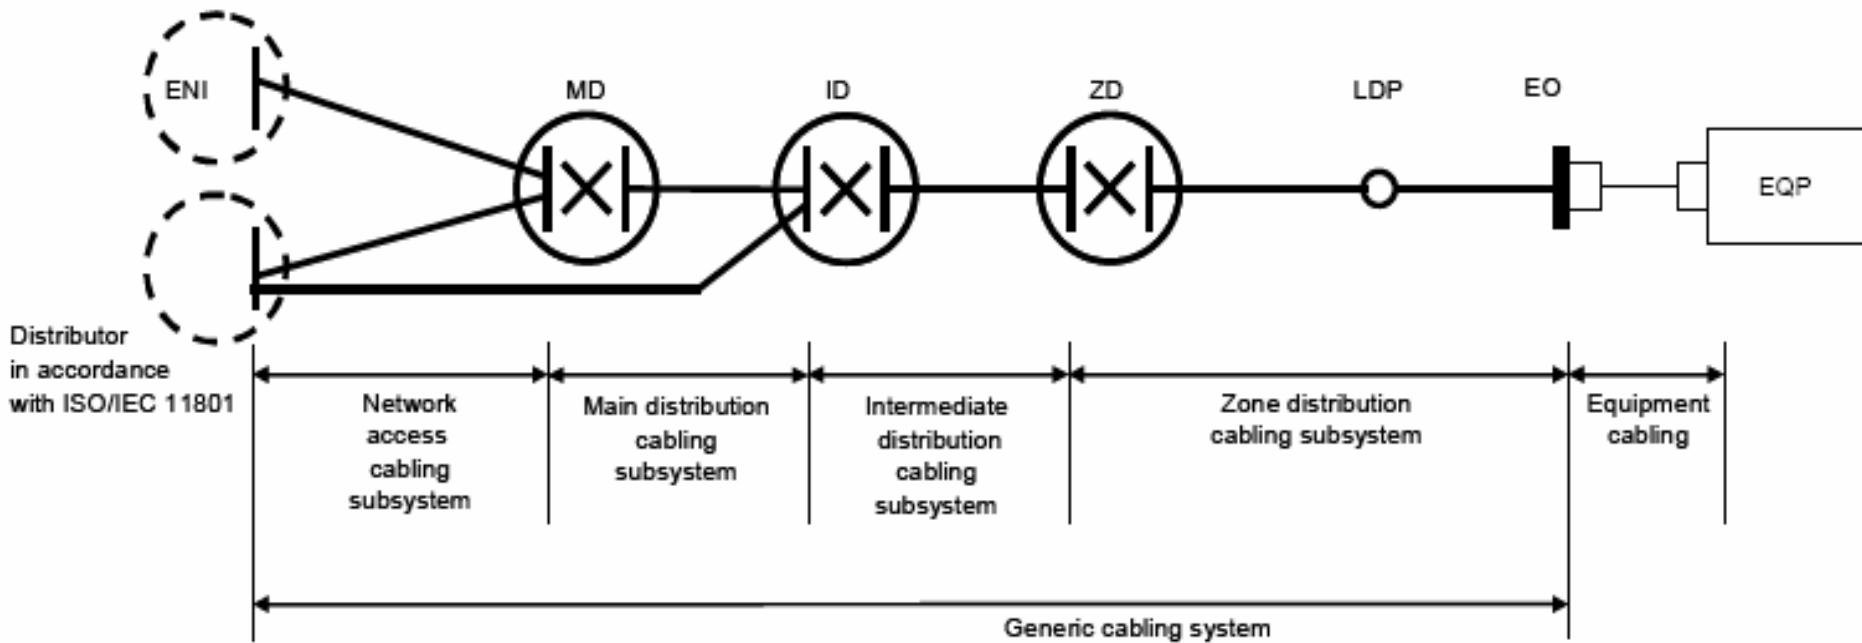 ENI
MD
ID
ZD
LDP
EO
EQP
Distributor
in accordance
with ISO/IEC 11801
Network
access
cabling
subsystem
Main distribution
cabling
subsystem
Intermediate
distribution
cabling
subsystem
Zone distribution
cabling subsystem
Equipment
cabling
Generic cabling system